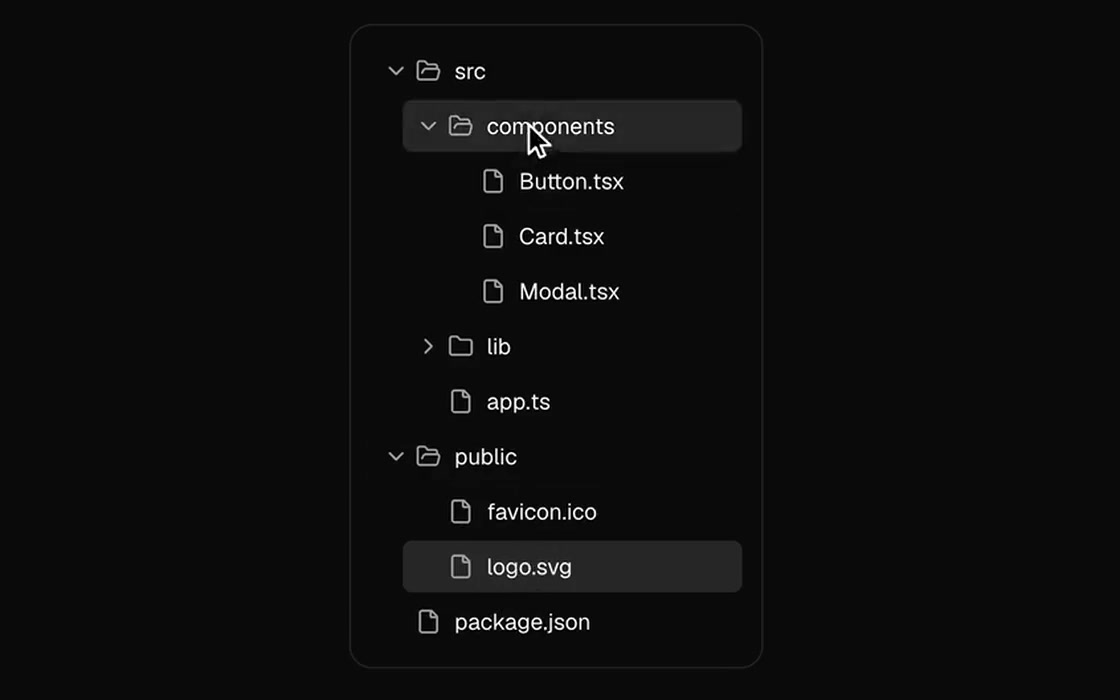 src
components
Button.tsx
Card.tsx
Modal.tsx
lib
app.ts
public
favicon.ico
logo.svg
package.json